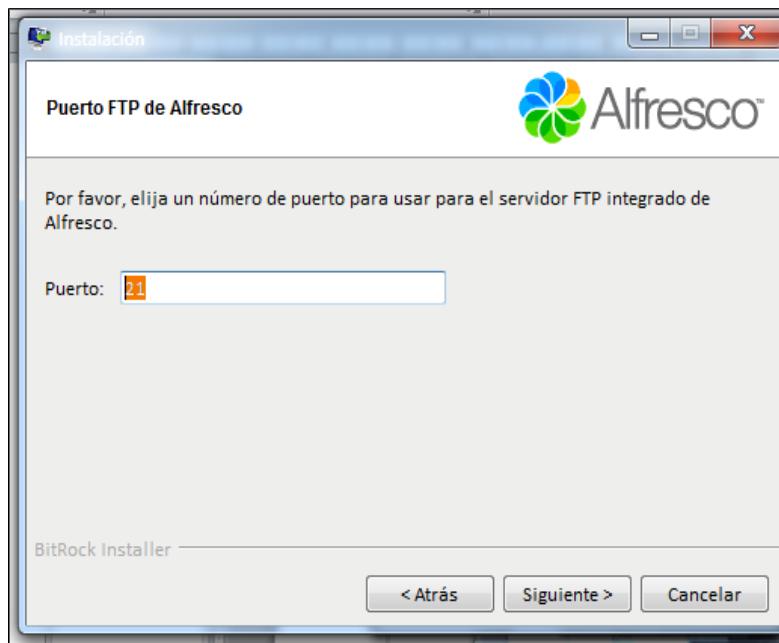 Instalación
Puerto FTP de Alfresco
Alfresco™
Por favor, elija un número de puerto para usar para el servidor FTP integrado de
Alfresco.
Puerto: 21
BitRock Installer
< Atrás Siguiente > Cancelar